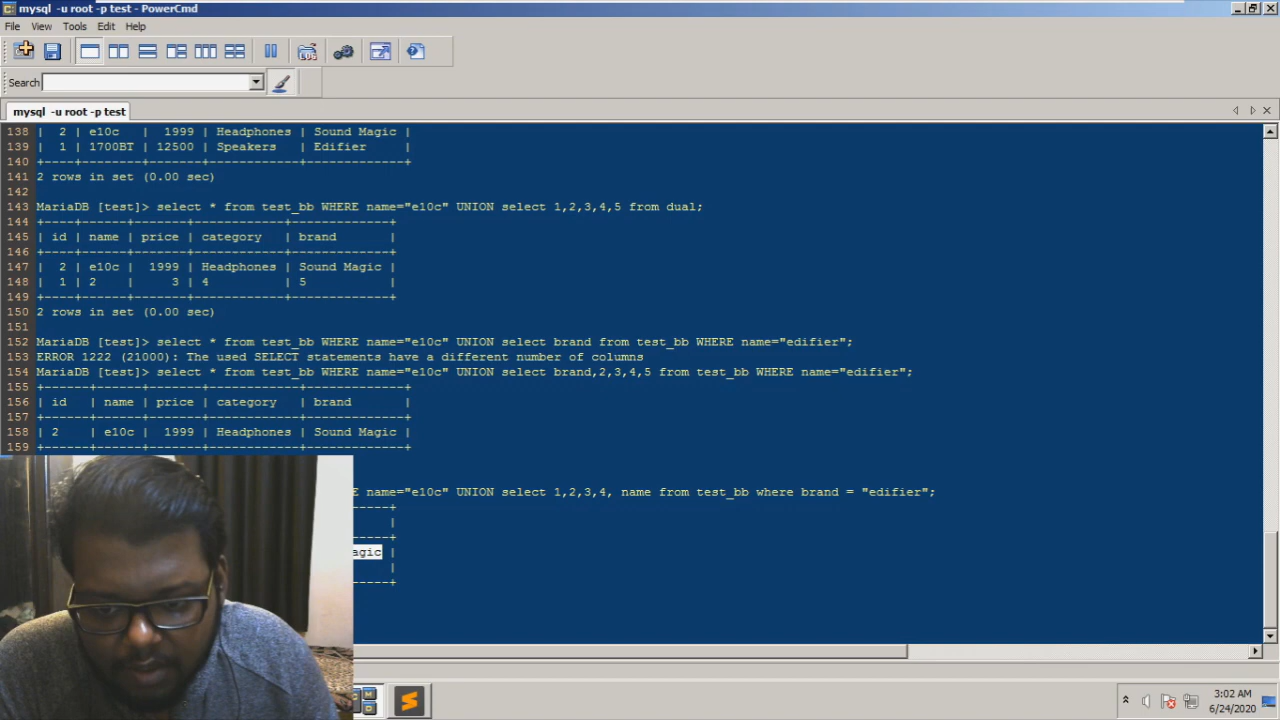 mysql -u root -p test - PowerCmd
File View Tools Edit Help
Search
mysql -u root -p test
138 | 2 | e10c | 1999 | Headphones | Sound Magic |
139 | 1 | 1700BT | 12500 | Speakers | Edifier |
140 +----+--------+-------+------------+-------------+
141 2 rows in set (0.00 sec)
142
143 MariaDB [test]> select * from test_bb WHERE name="e10c" UNION select 1,2,3,4,5 from dual;
144 +----+------+-------+------------+-------------+
145 | id | name | price | category | brand |
146 +----+------+-------+------------+-------------+
147 | 2 | e10c | 1999 | Headphones | Sound Magic |
148 | 1 | 2 | 3 | 4 | 5 |
149 +----+------+-------+------------+-------------+
150 2 rows in set (0.00 sec)
151
152 MariaDB [test]> select * from test_bb WHERE name="e10c" UNION select brand from test_bb WHERE name="edifier";
153 ERROR 1222 (21000): The used SELECT statements have a different number of columns
154 MariaDB [test]> select * from test_bb WHERE name="e10c" UNION select brand,2,3,4,5 from test_bb WHERE name="edifier";
155 +------+------+-------+------------+-------------+
156 | id | name | price | category | brand |
157 +------+------+-------+------------+-------------+
158 | 2 | e10c | 1999 | Headphones | Sound Magic |
159 +------+------+-------+------------+-------------+
E name="e10c" UNION select 1,2,3,4, name from test_bb where brand = "edifier";
-----+
|
-----+
agic |
|
-----+
3:02 AM
6/24/2020